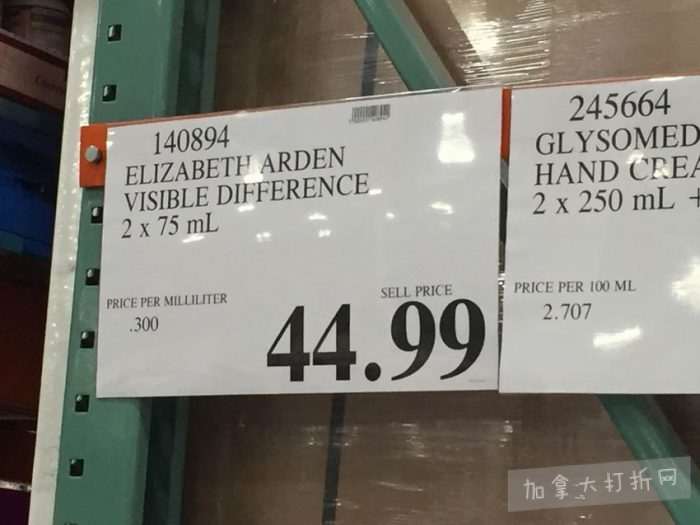 140894
ELIZABETH ARDEN
VISIBLE DIFFERENCE
2 x 75 mL
PRICE PER MILLILITER
.300
SELL PRICE
44.99
245664
GLYSOMED
HAND CREA
2 x 250 mL +
PRICE PER 100 ML
2.707
加拿大打折网